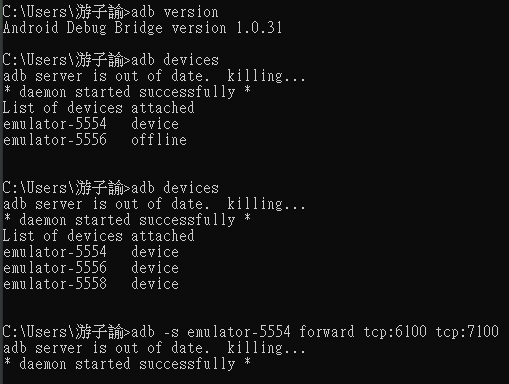 C:\Users\游子諭>adb version
Android Debug Bridge version 1.0.31
C:\Users\游子諭>adb devices
adb server is out of date.  killing...
* daemon started successfully *
List of devices attached
emulator-5554   device
emulator-5556   offline
C:\Users\游子諭>adb devices
adb server is out of date.  killing...
* daemon started successfully *
List of devices attached
emulator-5554   device
emulator-5556   device
emulator-5558   device
C:\Users\游子諭>adb -s emulator-5554 forward tcp:6100 tcp:7100
adb server is out of date.  killing...
* daemon started successfully *